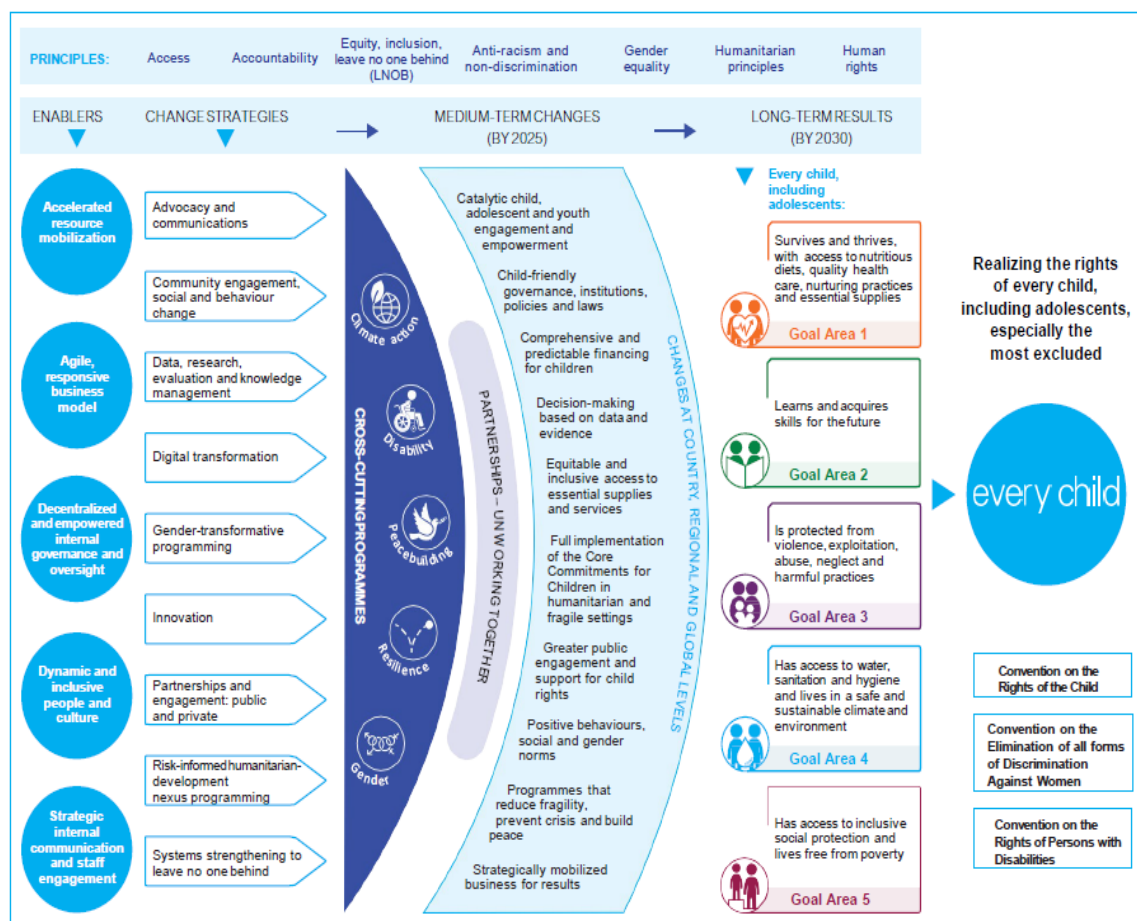 PRINCIPLES:
Access
Accountability
Equity, inclusion,
leave no one behind
(LNOB)
Anti-racism and
non-discrimination
Gender
equality
Humanitarian
principles
Human
rights
ENABLERS
CHANGE STRATEGIES
MEDIUM-TERM CHANGES
(BY 2025)
LONG-TERM RESULTS
(BY 2030)
Accelerated
resource
mobilization
Agile,
responsive
business
model
Decentralized
and empowered
internal
governance and
oversight
Dynamic and
inclusive
people and
culture
Strategic
internal
communication
and staff
engagement
Advocacy and
communications
Community engagement,
social and behaviour
change
Data, research,
evaluation and knowledge
management
Digital transformation
Gender-transformative
programming
Innovation
Partnerships and
engagement: public
and private
Risk-informed humanitarian-
development
nexus programming
Systems strengthening to
leave no one behind
CROSS-CUTTING PROGRAMMES
Climate action
Disability
Peacebuilding
Resilience
Gender
PARTNERSHIPS – UN WORKING TOGETHER
Catalytic child,
adolescent and youth
engagement and
empowerment
Child-friendly
governance, institutions,
policies and laws
Comprehensive and
predictable financing
for children
Decision-making
based on data and
evidence
Equitable and
inclusive access to
essential supplies
and services
Full implementation
of the Core
Commitments for
Children in
humanitarian and
fragile settings
Greater public
engagement and
support for child
rights
Positive behaviours,
social and gender
norms
Programmes that
reduce fragility,
prevent crisis and build
peace
Strategically mobilized
business for results
CHANGES AT COUNTRY, REGIONAL AND GLOBAL LEVELS
Every child,
including
adolescents:
Survives and thrives,
with access to nutritious
diets, quality health
care, nurturing practices
and essential supplies
Goal Area 1
Learns and acquires
skills for the future
Goal Area 2
Is protected from
violence, exploitation,
abuse, neglect and
harmful practices
Goal Area 3
Has access to water,
sanitation and hygiene
and lives in a safe and
sustainable climate and
environment
Goal Area 4
Has access to inclusive
social protection and
lives free from poverty
Goal Area 5
Realizing the rights
of every child,
including adolescents,
especially the
most excluded
every child
Convention on the
Rights of the Child
Convention on the
Elimination of all forms
of Discrimination
Against Women
Convention on the
Rights of Persons with
Disabilities